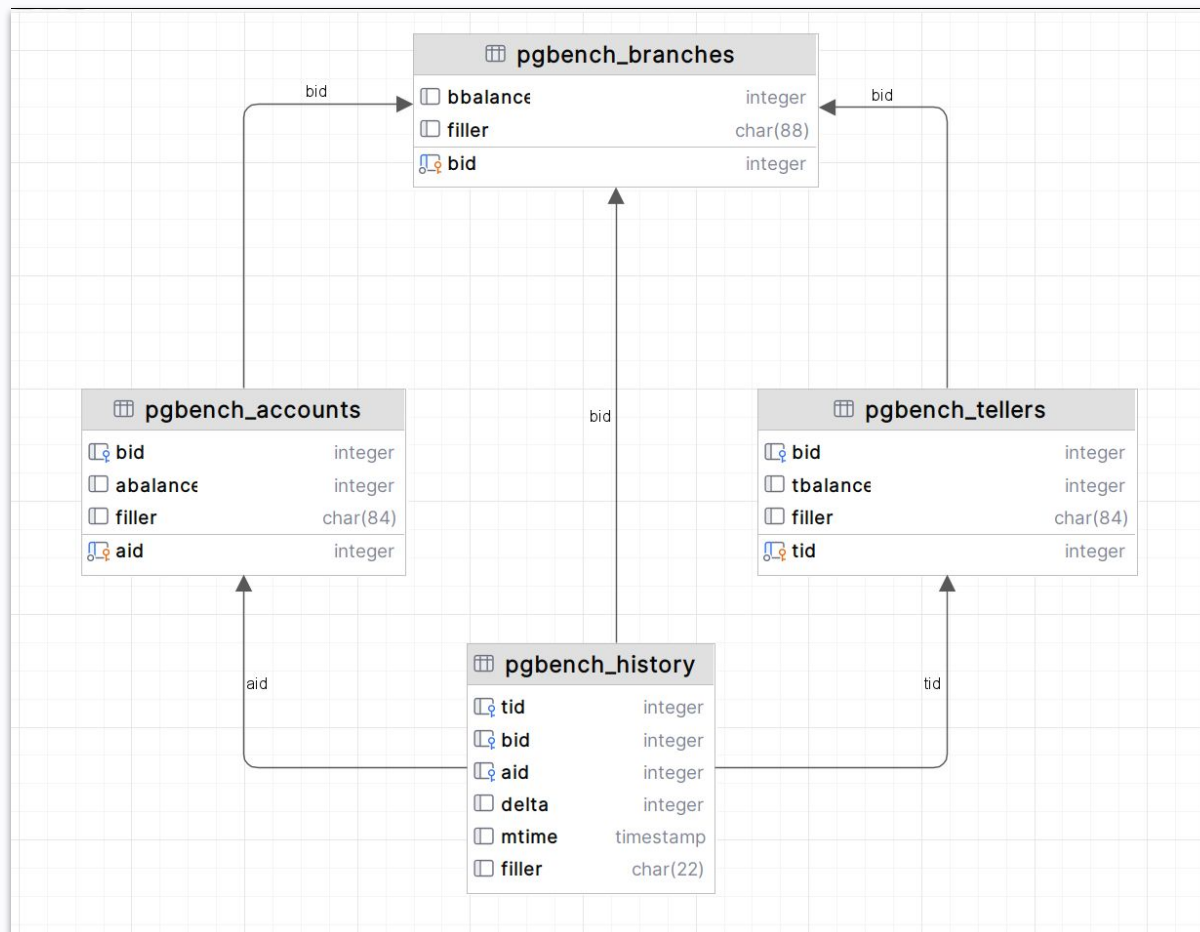 pgbench_branches
bid
bbalance integer
bid
filler char(88)
bid integer
pgbench_accounts
bid integer
abalance integer
filler char(84)
aid integer
bid
pgbench_tellers
bid integer
tbalance integer
filler char(84)
tid integer
pgbench_history
aid
tid
tid integer
bid integer
aid integer
delta integer
mtime timestamp
filler char(22)